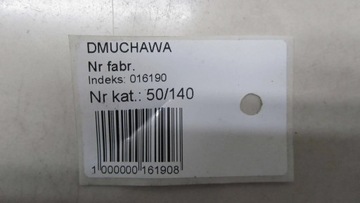 DMUCHAWA
Nr fabr.
Indeks: 016190
Nr kat.: 50/140
1 000000 161908